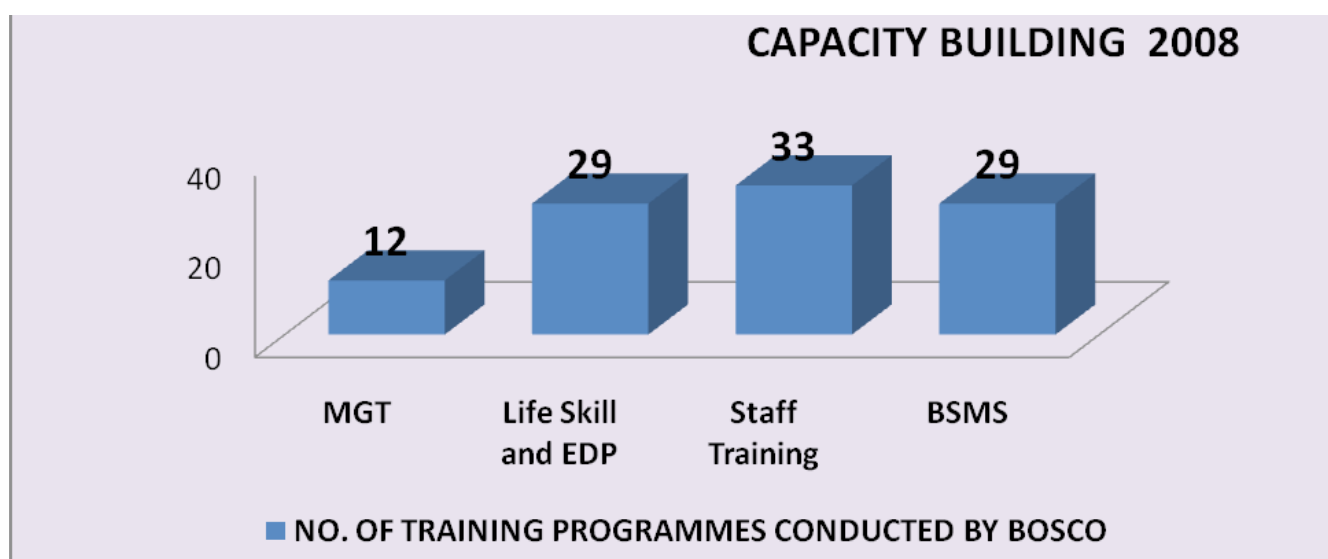 CAPACITY BUILDING 2008
40
20
0
12
29
33
29
MGT
Life Skill
and EDP
Staff
Training
BSMS
NO. OF TRAINING PROGRAMMES CONDUCTED BY BOSCO